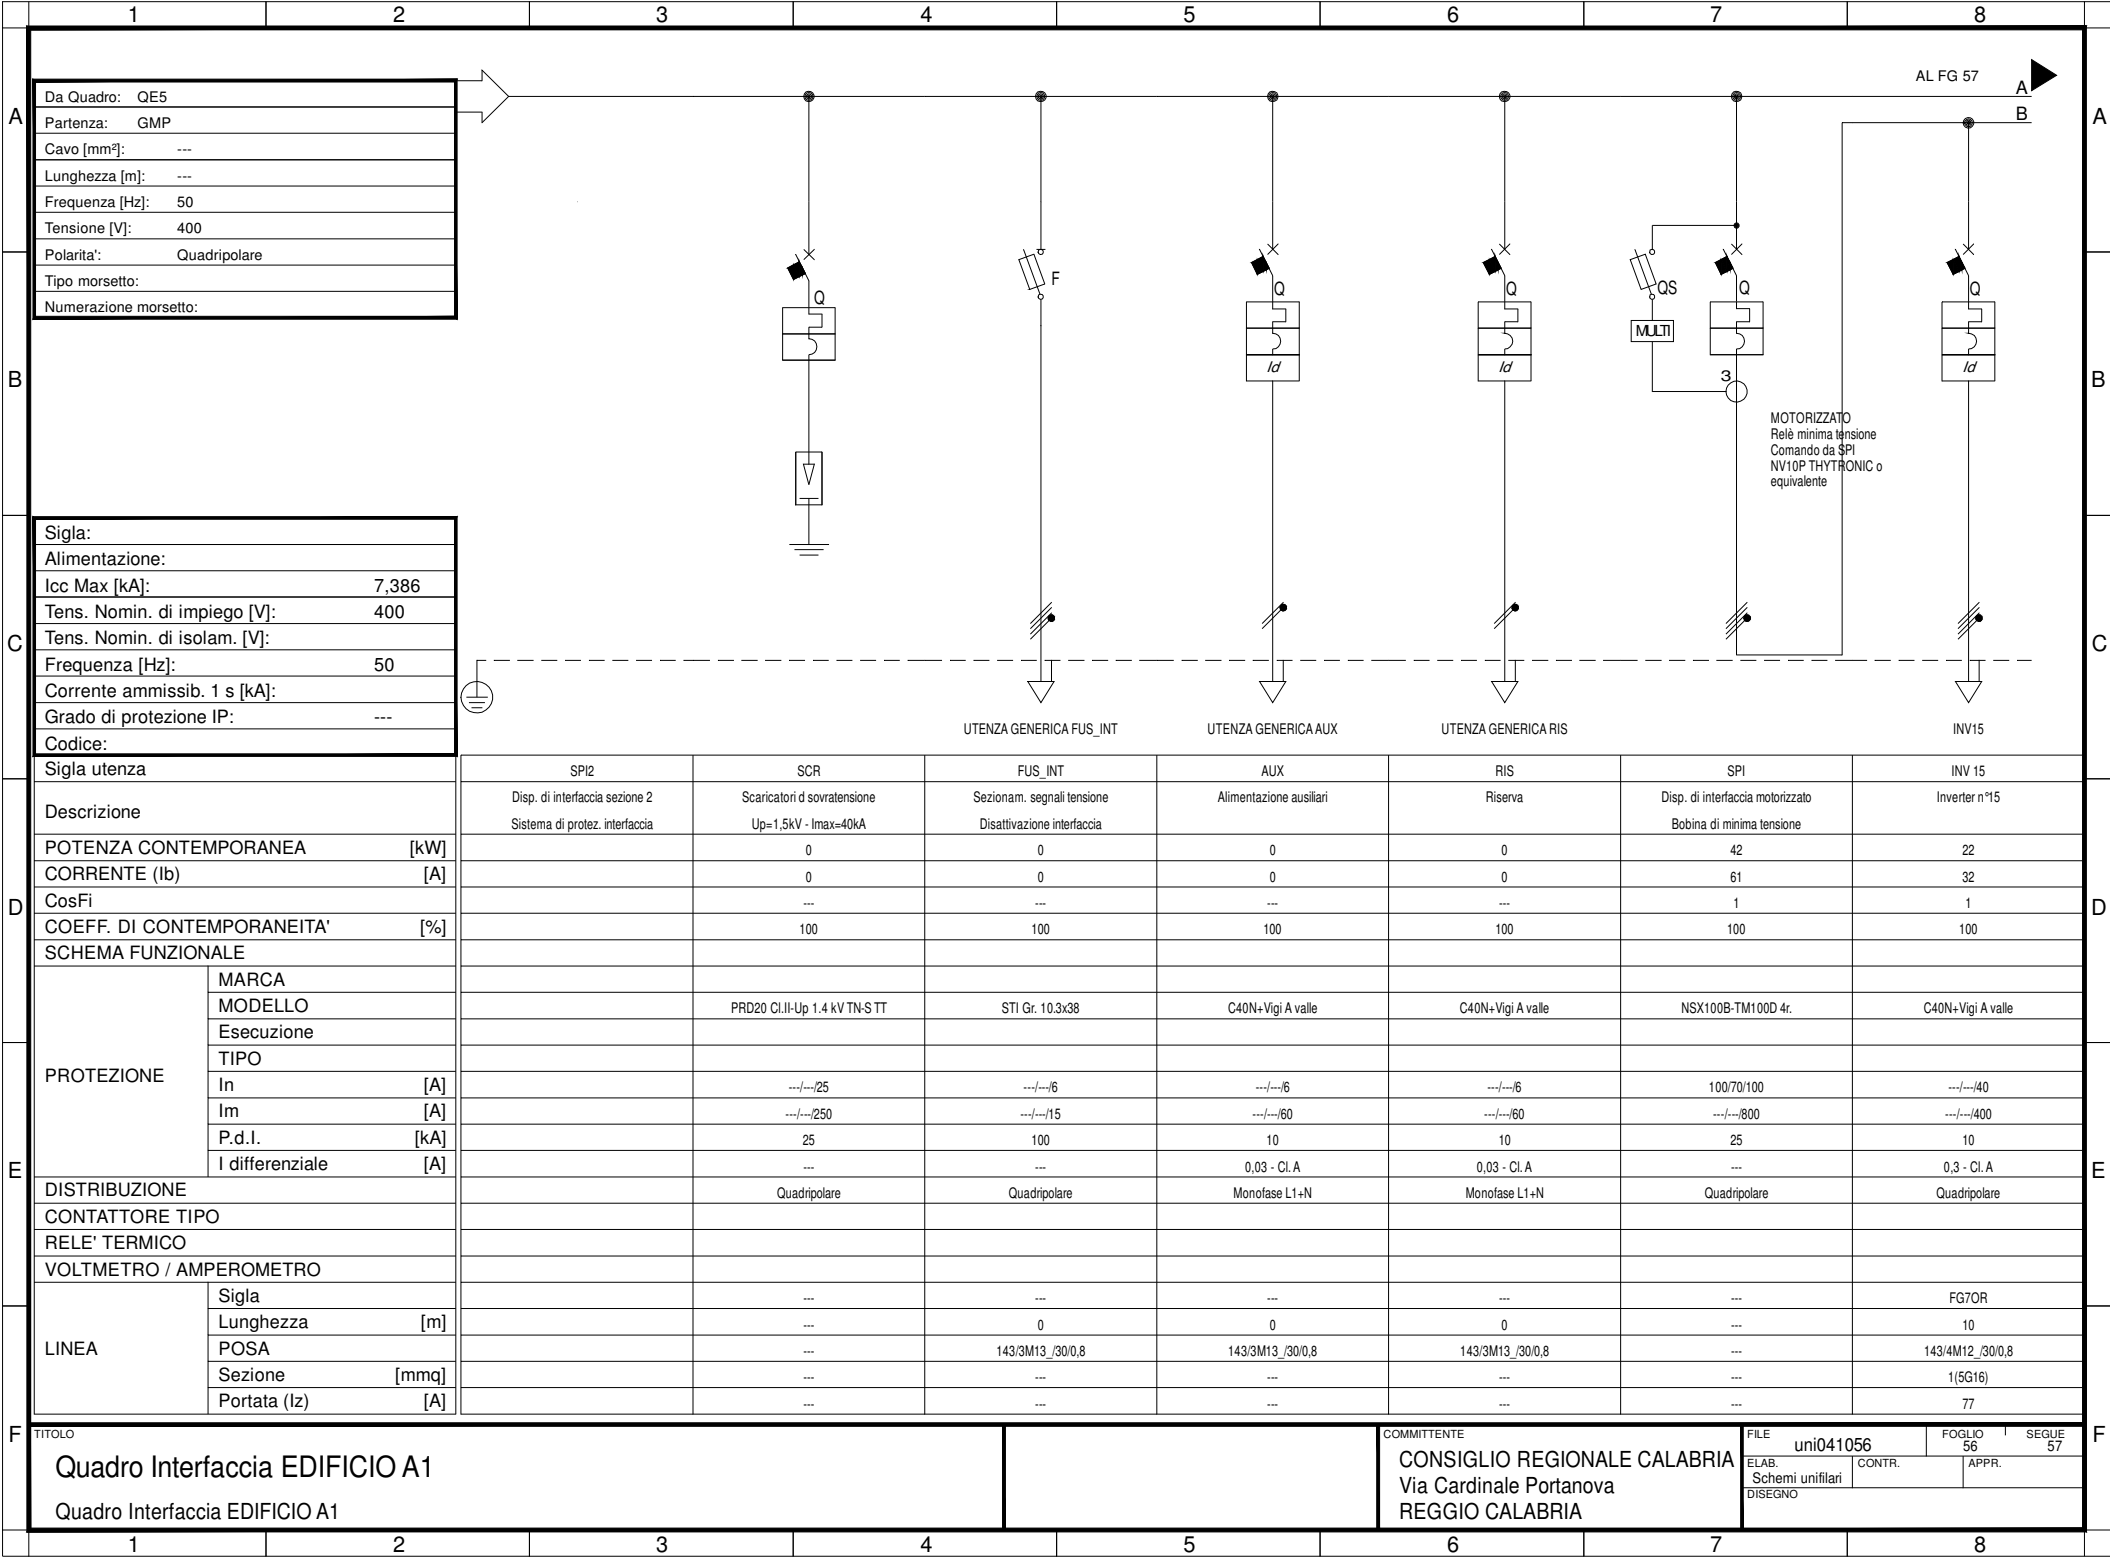 1 2 3 4 5 6 7 8
A
B
C
D
E
F
Da Quadro: QE5
Partenza: GMP
Cavo [mm²]: ---
Lunghezza [m]: ---
Frequenza [Hz]: 50
Tensione [V]: 400
Polarita': Quadripolare
Tipo morsetto:
Numerazione morsetto:
AL FG 57
A
B
Q
F
Q
Q
QS
Q
Q
MULTI
Id
Id
Id
3
MOTORIZZATO
Relè minima tensione
Comando da SPI
NV10P THYTRONIC o
equivalente
Sigla:
Alimentazione:
Icc Max [kA]: 7,386
Tens. Nomin. di impiego [V]: 400
Tens. Nomin. di isolam. [V]:
Frequenza [Hz]: 50
Corrente ammissib. 1 s [kA]:
Grado di protezione IP: ---
Codice:
UTENZA GENERICA FUS_INT UTENZA GENERICA AUX UTENZA GENERICA RIS INV15
Sigla utenza SPI2 SCR FUS_INT AUX RIS SPI INV 15
Descrizione
Disp. di interfaccia sezione 2 Scaricatori d sovratensione Sezionam. segnali tensione Alimentazione ausiliari Riserva Disp. di interfaccia motorizzato Inverter n°15
Sistema di protez. interfaccia Up=1,5kV - Imax=40kA Disattivazione interfaccia Bobina di minima tensione
POTENZA CONTEMPORANEA [kW] 0 0 0 0 42 22
CORRENTE (Ib) [A] 0 0 0 0 61 32
CosFi --- --- --- --- 1 1
COEFF. DI CONTEMPORANEITA' [%] 100 100 100 100 100 100
SCHEMA FUNZIONALE
PROTEZIONE
MARCA
MODELLO PRD20 Cl.II-Up 1.4 kV TN-S TT STI Gr. 10.3x38 C40N+Vigi A valle C40N+Vigi A valle NSX100B-TM100D 4r. C40N+Vigi A valle
Esecuzione
TIPO
In [A] ---/---/25 ---/---/6 ---/---/6 ---/---/6 100/70/100 ---/---/40
Im [A] ---/---/250 ---/---/15 ---/---/60 ---/---/60 ---/---/800 ---/---/400
P.d.I. [kA] 25 100 10 10 25 10
I differenziale [A] --- --- 0,03 - Cl. A 0,03 - Cl. A --- 0,3 - Cl. A
DISTRIBUZIONE Quadripolare Quadripolare Monofase L1+N Monofase L1+N Quadripolare Quadripolare
CONTATTORE TIPO
RELE' TERMICO
VOLTMETRO / AMPEROMETRO
LINEA
Sigla --- --- --- --- --- FG7OR
Lunghezza [m] --- 0 0 0 --- 10
POSA --- 143/3M13_/30/0,8 143/3M13_/30/0,8 143/3M13_/30/0,8 --- 143/4M12_/30/0,8
Sezione [mmq] --- --- --- --- --- 1(5G16)
Portata (Iz) [A] --- --- --- --- --- 77
TITOLO
Quadro Interfaccia EDIFICIO A1
Quadro Interfaccia EDIFICIO A1
COMMITTENTE
CONSIGLIO REGIONALE CALABRIA
Via Cardinale Portanova
REGGIO CALABRIA
FILE uni041056
FOGLIO 56
SEGUE 57
ELAB. Schemi unifilari
CONTR.
APPR.
DISEGNO
A
B
C
D
E
F
1 2 3 4 5 6 7 8